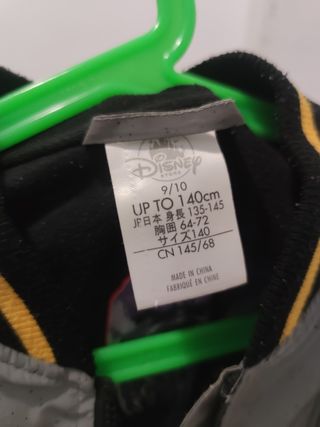 Disney
STORE
9/10
UP TO 140cm
JP日本 身長 135-145
胸囲 64-72
サイズ140
CN 145/68
MADE IN CHINA
FABRIQUÉ EN CHINE